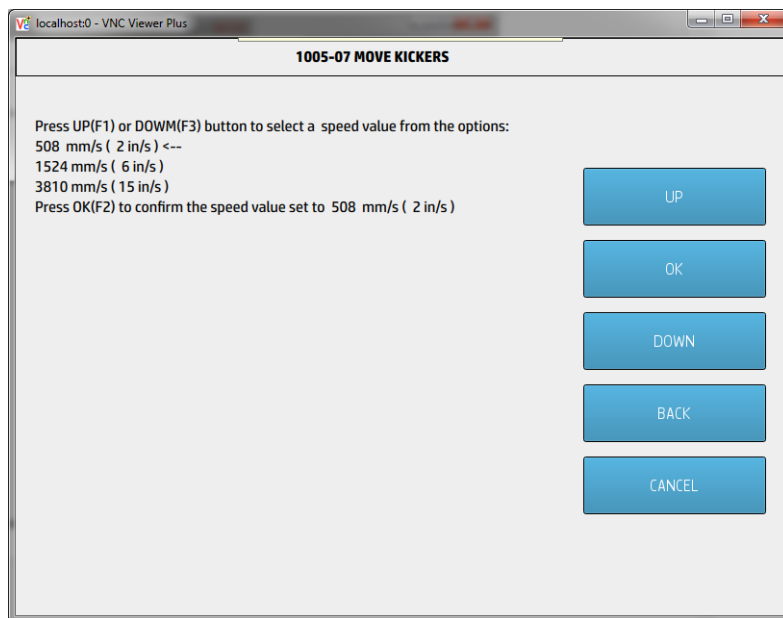 localhost:0 - VNC Viewer Plus
1005-07 MOVE KICKERS
Press UP(F1) or DOWM(F3) button to select a speed value from the options:
508 mm/s ( 2 in/s ) <--
1524 mm/s ( 6 in/s )
3810 mm/s ( 15 in/s )
Press OK(F2) to confirm the speed value set to 508 mm/s ( 2 in/s )
UP
OK
DOWN
BACK
CANCEL